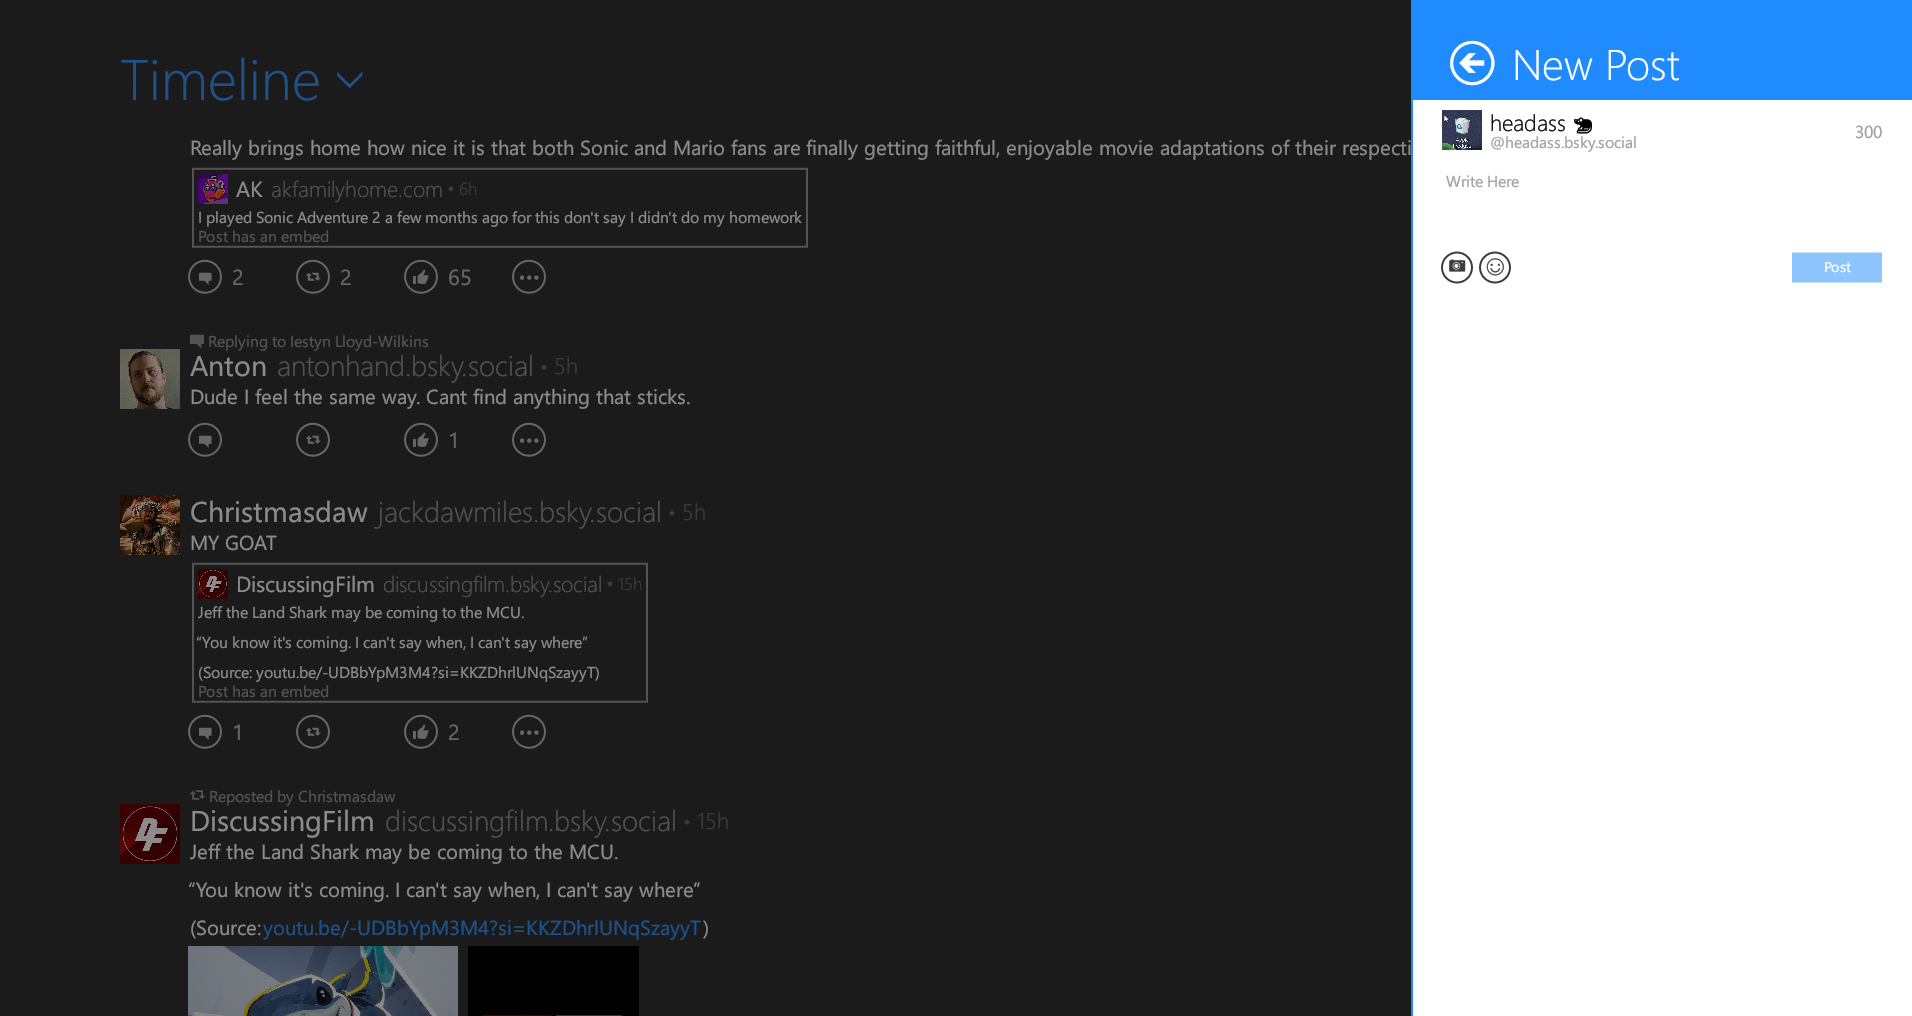 Timeline
Really brings home how nice it is that both Sonic and Mario fans are finally getting faithful, enjoyable movie adaptations of their respecti
AK akfamilyhome.com • 6h
I played Sonic Adventure 2 a few months ago for this don't say I didn't do my homework
Post has an embed
2 2 65
Replying to Iestyn Lloyd-Wilkins
Anton antonhand.bsky.social • 5h
Dude I feel the same way. Cant find anything that sticks.
1
Christmasdaw jackdawmiles.bsky.social • 5h
MY GOAT
DF DiscussingFilm discussingfilm.bsky.social • 15h
Jeff the Land Shark may be coming to the MCU.
“You know it's coming. I can't say when, I can't say where”
(Source: youtu.be/-UDBbYpM3M4?si=KKZDhrlUNqSzayyT)
Post has an embed
1 2
Reposted by Christmasdaw
DF DiscussingFilm discussingfilm.bsky.social • 15h
Jeff the Land Shark may be coming to the MCU.
“You know it's coming. I can't say when, I can't say where”
(Source:youtu.be/-UDBbYpM3M4?si=KKZDhrlUNqSzayyT)
New Post
headass
@headass.bsky.social
300
Write Here
Post